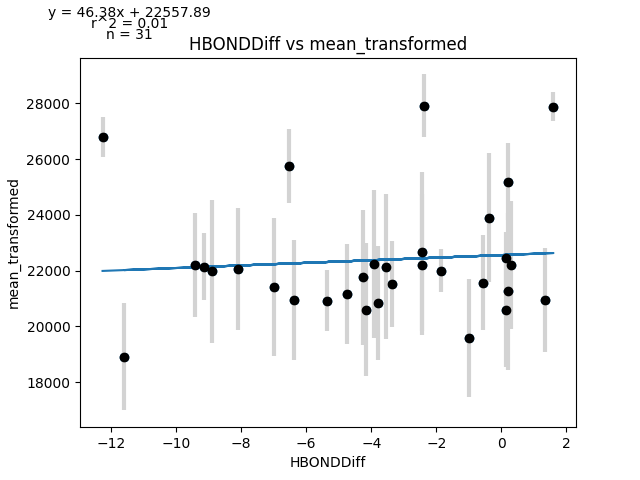 y = 46.38x + 22557.89
r^2 = 0.01
n = 31
HBONDDiff vs mean_transformed
mean_transformed
28000
26000
24000
22000
20000
18000
−12
−10
−8
−6
−4
−2
0
2
HBONDDiff